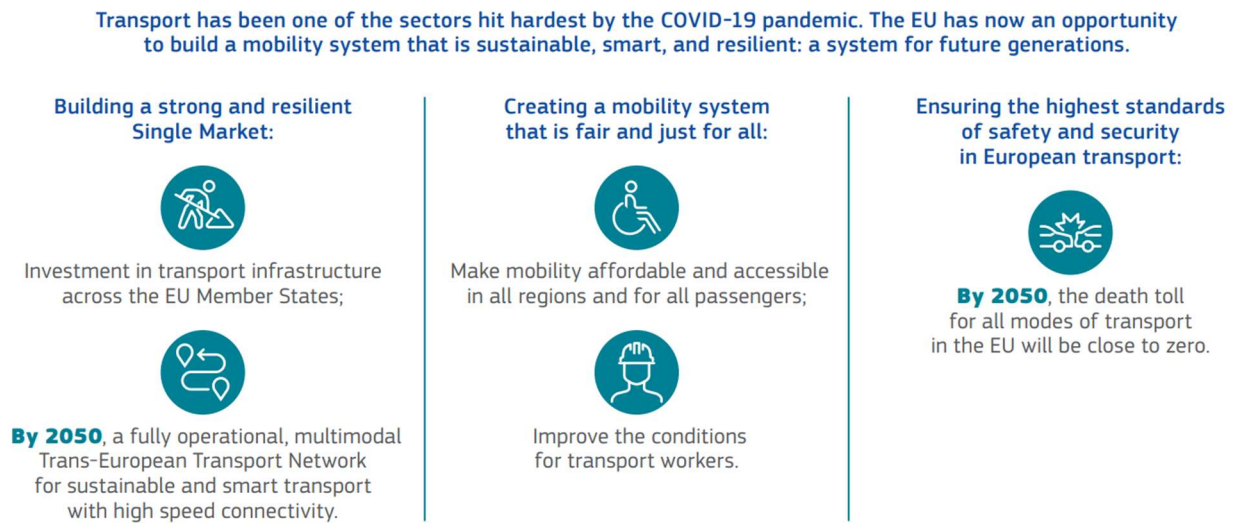 Transport has been one of the sectors hit hardest by the COVID-19 pandemic. The EU has now an opportunity
to build a mobility system that is sustainable, smart, and resilient: a system for future generations.
Building a strong and resilient
Single Market:
Investment in transport infrastructure
across the EU Member States;
By 2050, a fully operational, multimodal
Trans-European Transport Network
for sustainable and smart transport
with high speed connectivity.
Creating a mobility system
that is fair and just for all:
Make mobility affordable and accessible
in all regions and for all passengers;
Improve the conditions
for transport workers.
Ensuring the highest standards
of safety and security
in European transport:
By 2050, the death toll
for all modes of transport
in the EU will be close to zero.